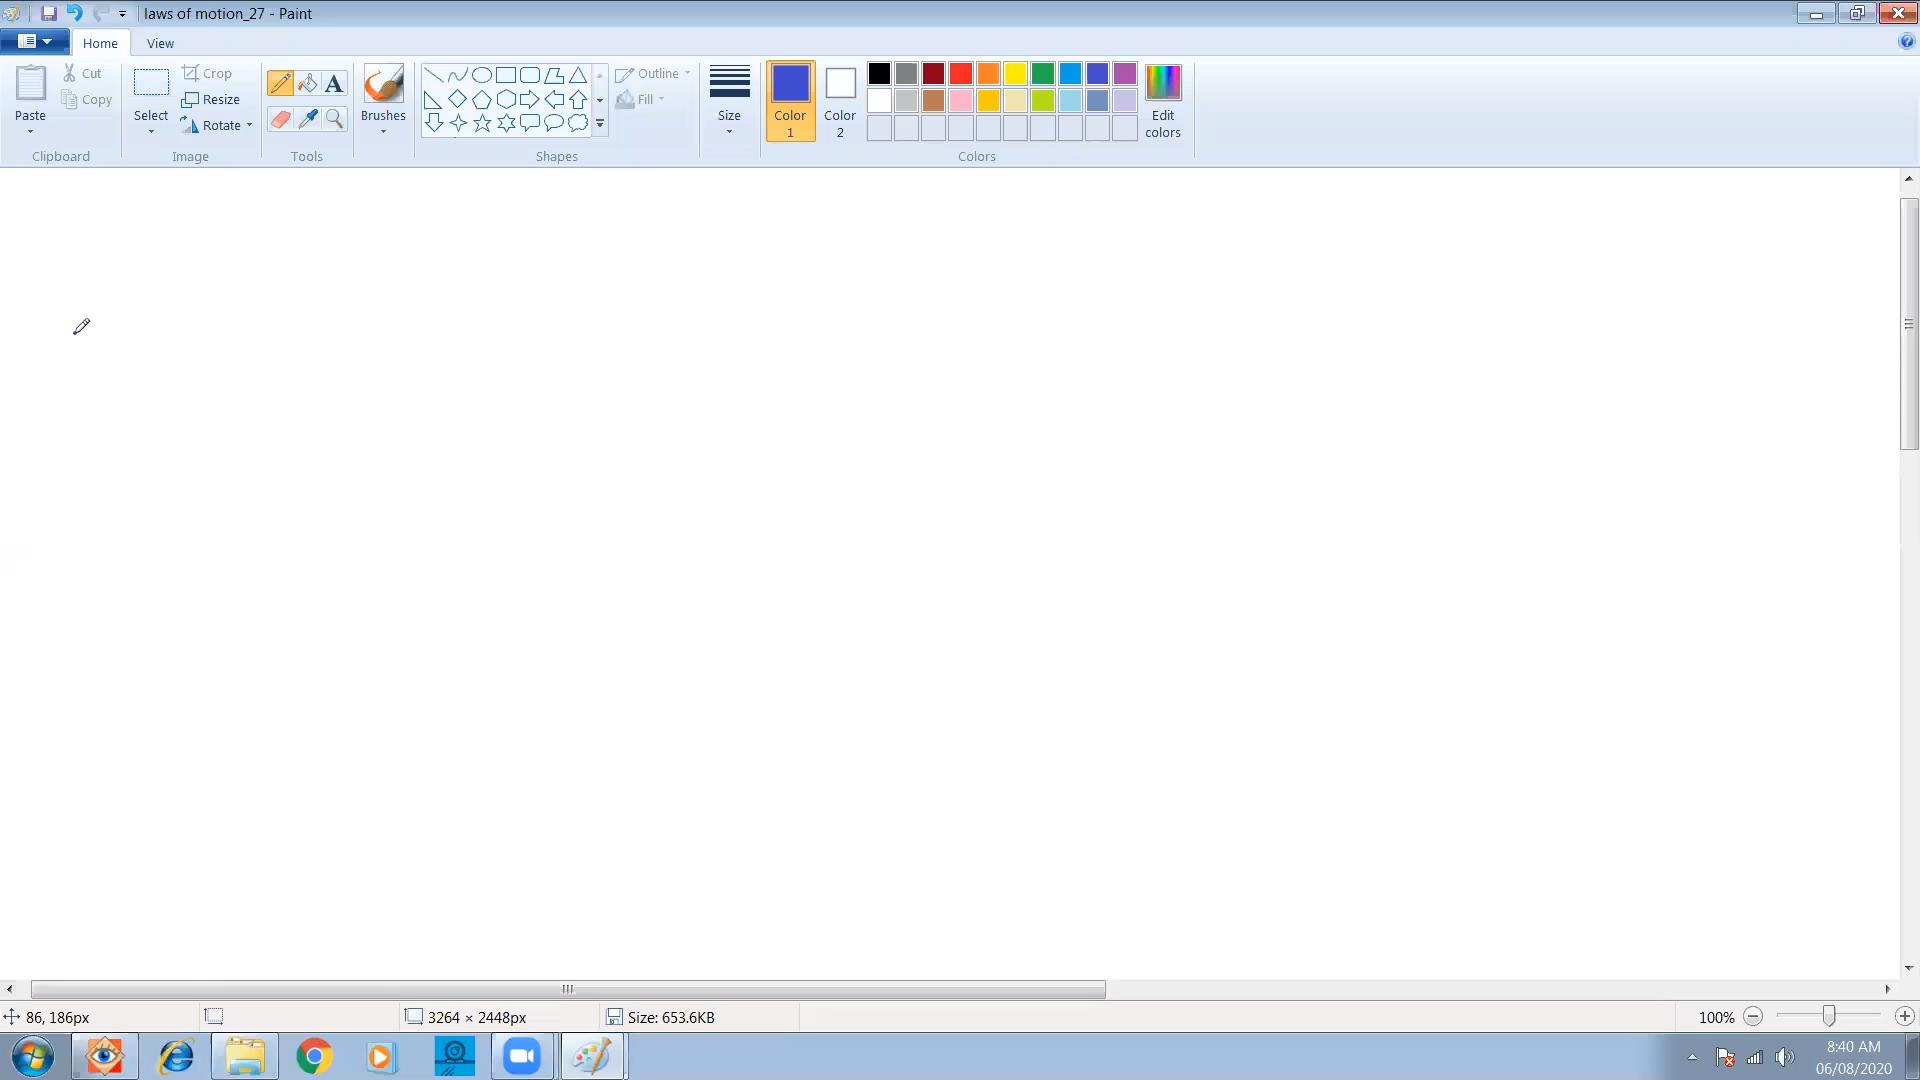 laws of motion_27 - Paint
Home View
Paste Cut Copy Clipboard
Select Crop Resize Rotate Image
A Tools
Brushes
Shapes Outline Fill
Size
Color 1 Color 2 Edit colors Colors
86, 186px 3264 × 2448px Size: 653.6KB 100%
8:40 AM
06/08/2020